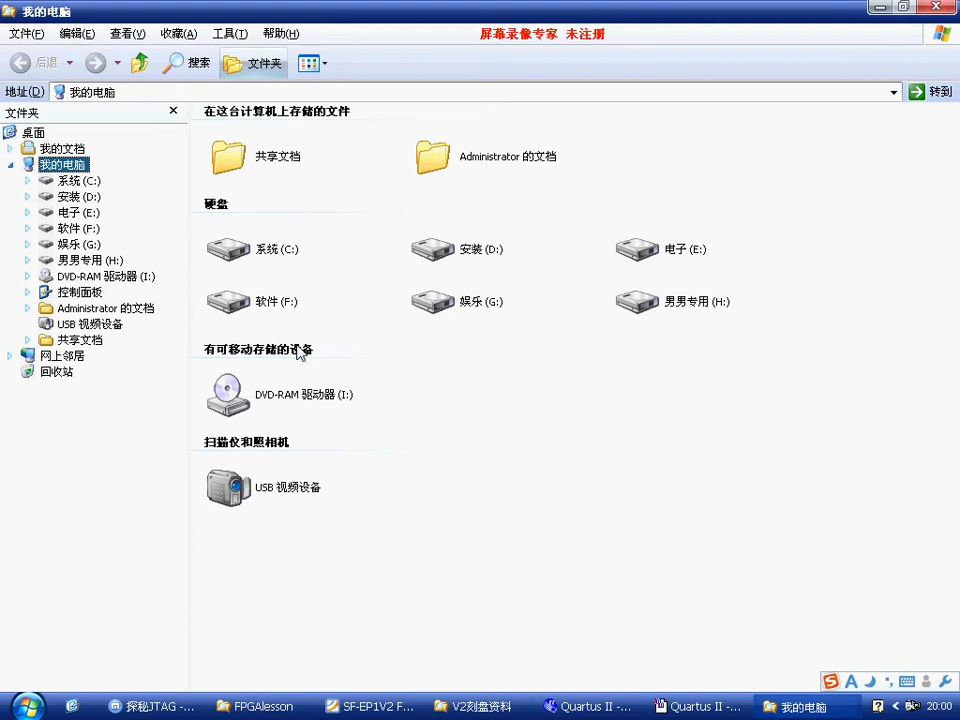 我的电脑
文件(F) 编辑(E) 查看(V) 收藏(A) 工具(T) 帮助(H) 屏幕录像专家 未注册
后退 搜索 文件夹
地址(D) 我的电脑 转到
文件夹
桌面
我的文档
我的电脑
系统 (C:)
安装 (D:)
电子 (E:)
软件 (F:)
娱乐 (G:)
男男专用 (H:)
DVD-RAM 驱动器 (I:)
控制面板
Administrator 的文档
USB 视频设备
共享文档
网上邻居
回收站
在这台计算机上存储的文件
共享文档 Administrator 的文档
硬盘
系统 (C:) 安装 (D:) 电子 (E:)
软件 (F:) 娱乐 (G:) 男男专用 (H:)
有可移动存储的设备
DVD-RAM 驱动器 (I:)
扫描仪和照相机
USB 视频设备
探秘JTAG -... FPGAlesson SF-EP1V2 F... V2刻盘资料 Quartus II -... Quartus II -... 我的电脑 20:00